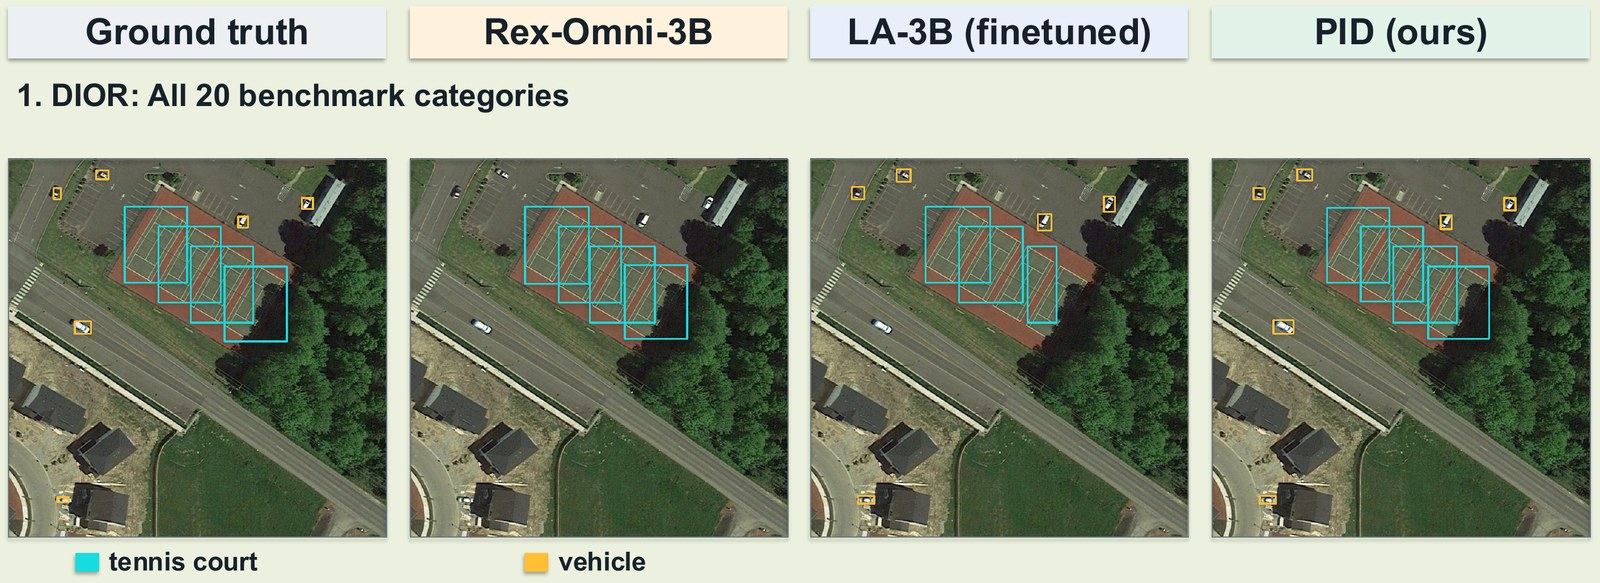 Ground truth
Rex-Omni-3B
LA-3B (finetuned)
PID (ours)
1. DIOR: All 20 benchmark categories
tennis court
vehicle